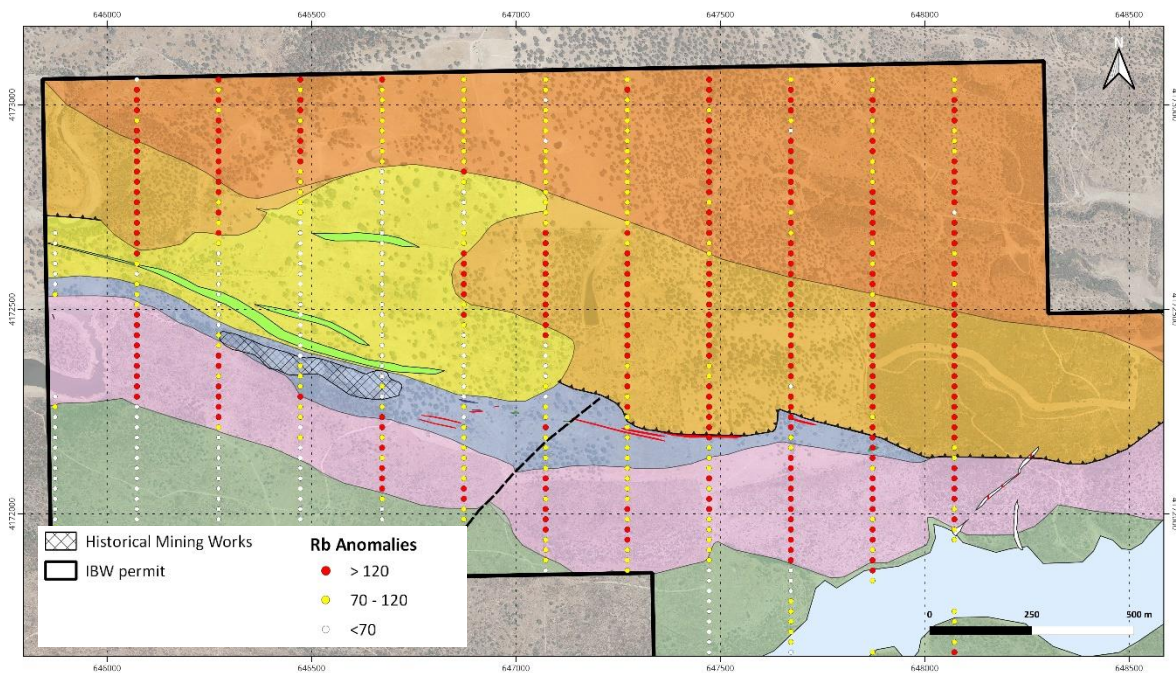 646000 646500 647000 647500 648000 648500
N
4173000
4172500
4172000
Historical Mining Works
IBW permit
Rb Anomalies
> 120
70 - 120
<70
0 250 500 m
646000 646500 647000 647500 648000 648500